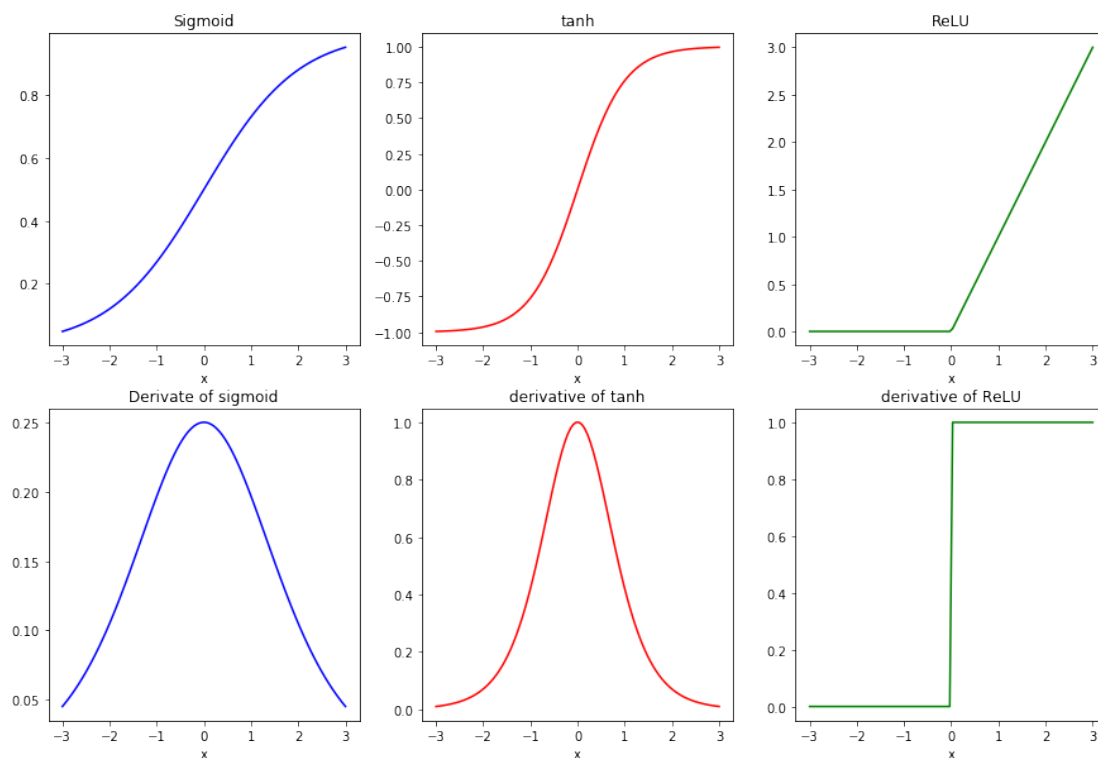 Sigmoid
0.8
0.6
0.4
0.2
−3 −2 −1 0 1 2 3
x
tanh
1.00
0.75
0.50
0.25
0.00
−0.25
−0.50
−0.75
−1.00
−3 −2 −1 0 1 2 3
x
ReLU
3.0
2.5
2.0
1.5
1.0
0.5
0.0
−3 −2 −1 0 1 2 3
x
Derivate of sigmoid
0.25
0.20
0.15
0.10
0.05
−3 −2 −1 0 1 2 3
x
derivative of tanh
1.0
0.8
0.6
0.4
0.2
0.0
−3 −2 −1 0 1 2 3
x
derivative of ReLU
1.0
0.8
0.6
0.4
0.2
0.0
−3 −2 −1 0 1 2 3
x